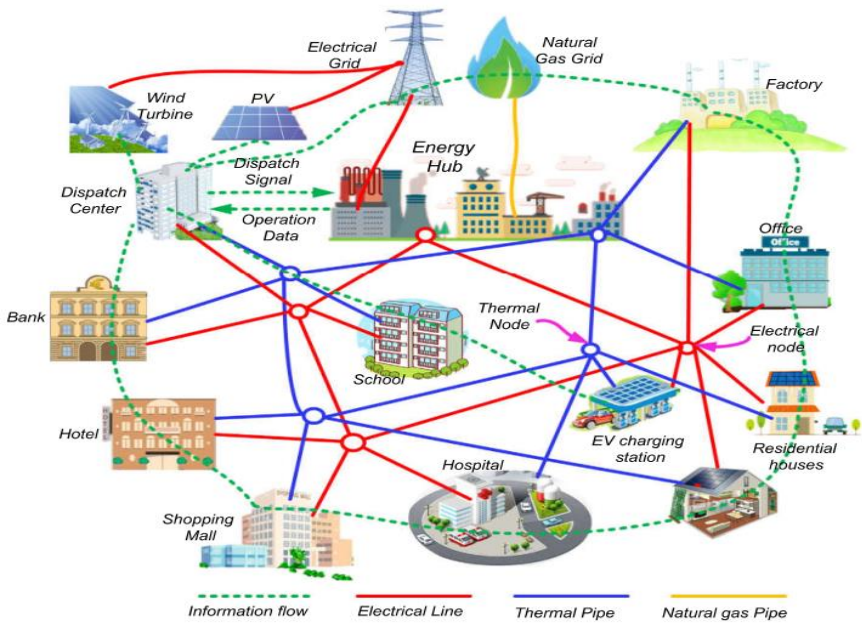 Electrical
Grid
Natural
Gas Grid
Factory
Wind
Turbine
PV
Energy
Hub
Dispatch
Center
Dispatch
Signal
Operation
Data
Office
Office
Bank
Thermal
Node
Electrical
node
School
Hotel
EV charging
station
Residential
houses
Hospital
Shopping
Mall
Information flow
Electrical Line
Thermal Pipe
Natural gas Pipe